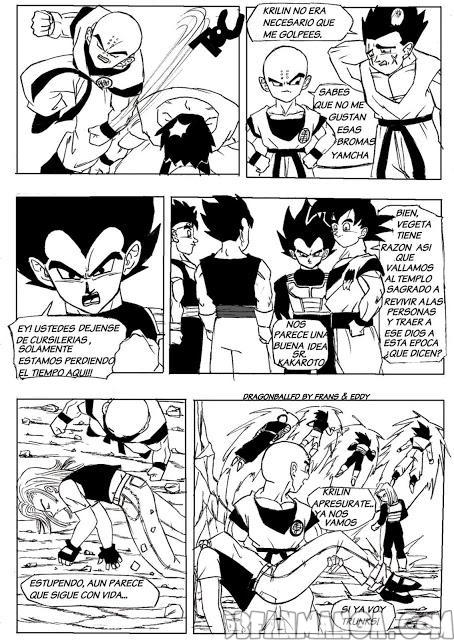 POC
KRILIN NO ERA
NECESARIO QUE
ME GOLPEES.
SABES
QUE NO ME
GUSTAN
ESAS
BROMAS
YAMCHA
EY! USTEDES DEJENSE
DE CURSILERIAS,
SOLAMENTE
ESTAMOS PERDIENDO
EL TIEMPO AQUI!!!
BIEN,
VEGETA
TIENE
RAZON ASI
QUE
VALLAMOS
AL TEMPLO
SAGRADO A
REVIVIR A LAS
PERSONAS
Y TRAER A
ESE DIOS A
ESTA EPOCA
¿QUE DICEN?
NOS
PARECE UNA
BUENA IDEA
SR.
KAKAROTO
DRAGONBALLFD BY FRANS & EDDY
ESTUPENDO, AUN PARECE
QUE SIGUE CON VIDA...
KRILIN
APRESURATE..
..YA NOS
VAMOS
SI YA VOY
TRUNKS!